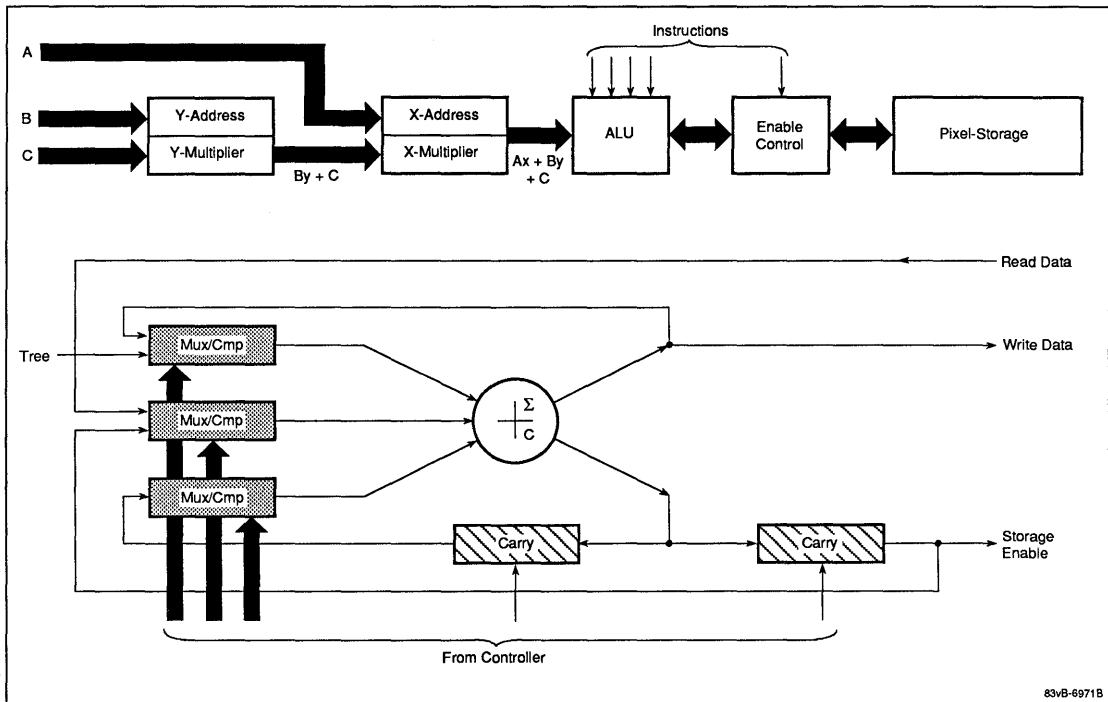 Instructions
A
B
C
Y-Address
Y-Multiplier
By + C
X-Address
X-Multiplier
Ax + By
+ C
ALU
Enable
Control
Pixel-Storage
Read Data
Mux/Cmp
Tree
Write Data
Mux/Cmp
Σ
C
Mux/Cmp
Carry
Carry
Storage
Enable
From Controller
83vB-6971B